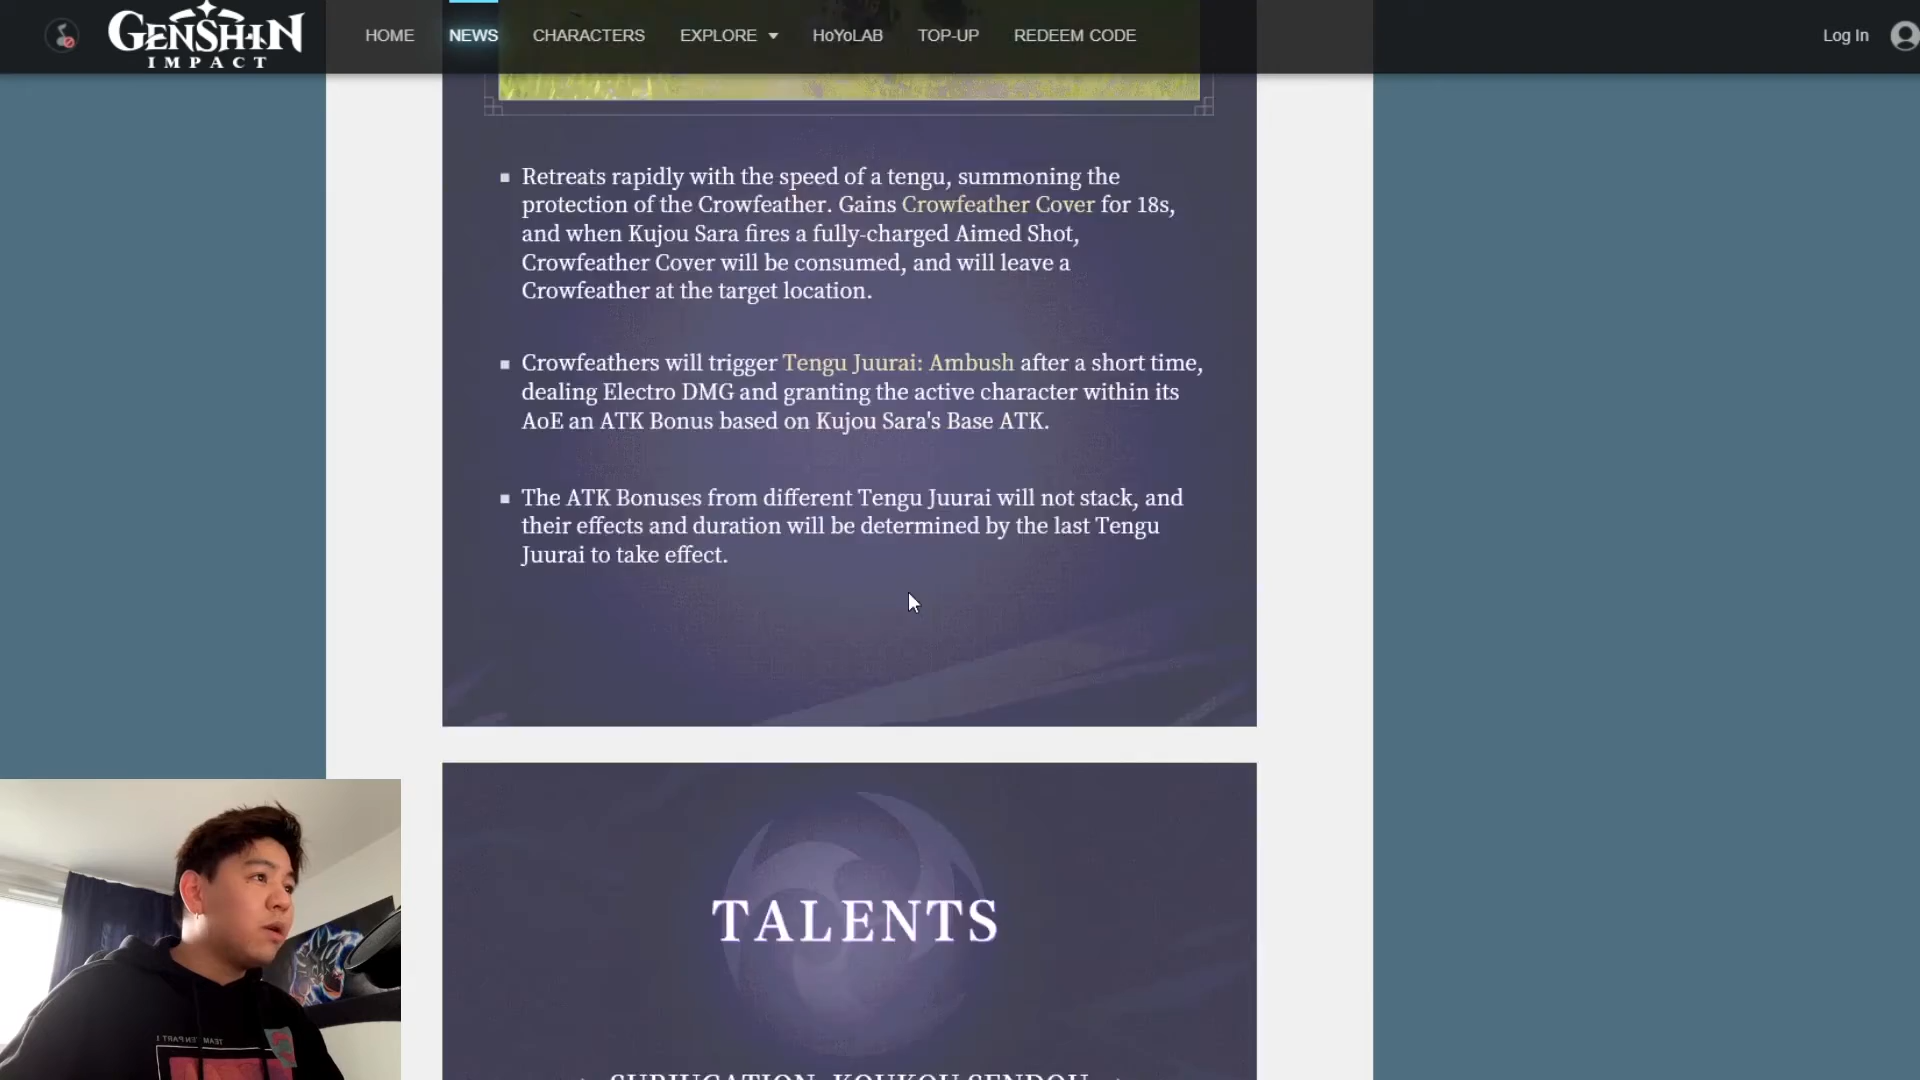 GENSHIN
IMPACT
HOME
NEWS
CHARACTERS
EXPLORE
HoYoLAB
TOP-UP
REDEEM CODE
Log In
Retreats rapidly with the speed of a tengu, summoning the
protection of the Crowfeather. Gains Crowfeather Cover for 18s,
and when Kujou Sara fires a fully-charged Aimed Shot,
Crowfeather Cover will be consumed, and will leave a
Crowfeather at the target location.
Crowfeathers will trigger Tengu Juurai: Ambush after a short time,
dealing Electro DMG and granting the active character within its
AoE an ATK Bonus based on Kujou Sara's Base ATK.
The ATK Bonuses from different Tengu Juurai will not stack, and
their effects and duration will be determined by the last Tengu
Juurai to take effect.
TALENTS
SUBJUGATION: KOUKOU SENDOU